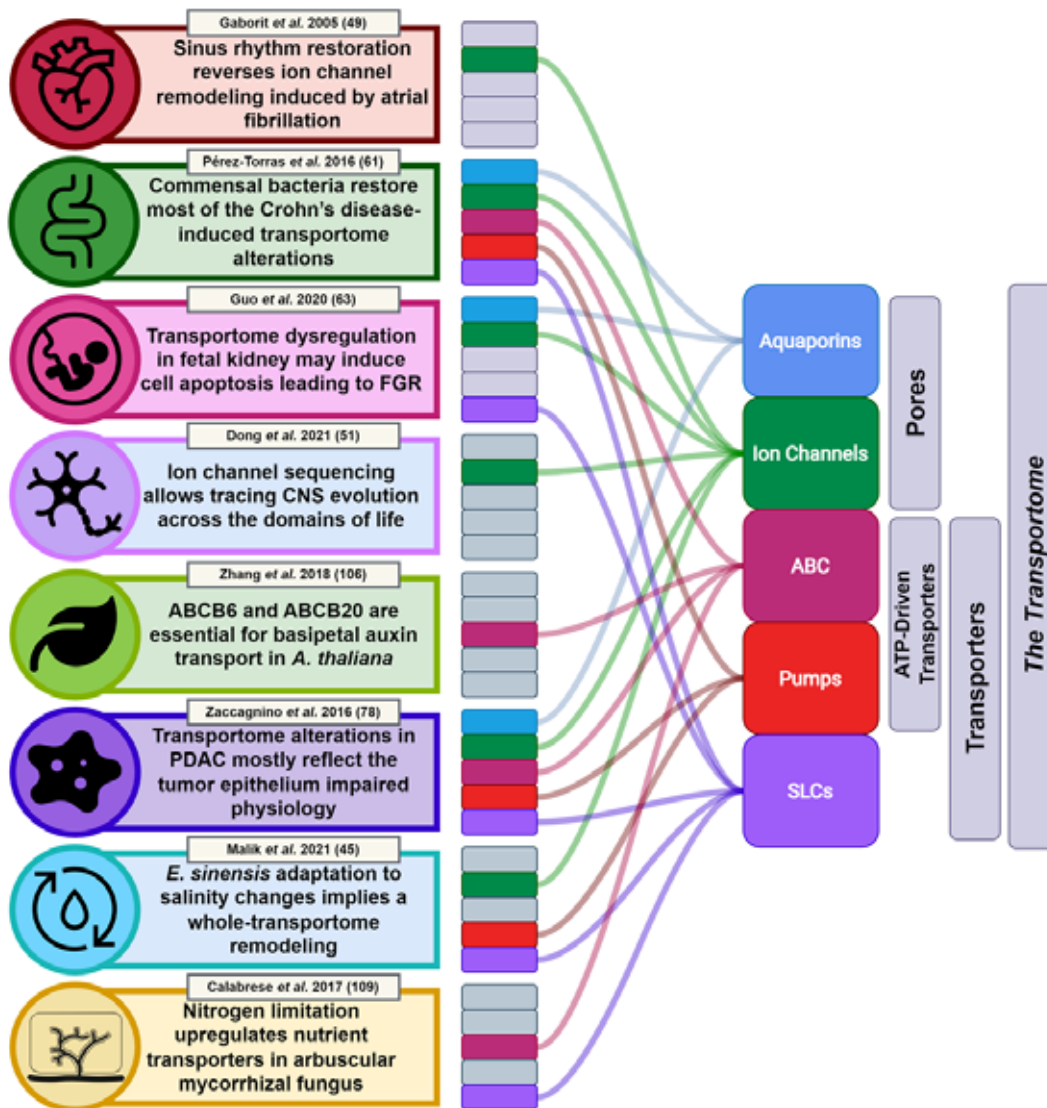 Gaborit et al. 2005 (49)
Sinus rhythm restoration
reverses ion channel
remodeling induced by atrial
fibrillation
Pérez-Torras et al. 2016 (61)
Commensal bacteria restore
most of the Crohn's disease-
induced transportome
alterations
Guo et al. 2020 (63)
Transportome dysregulation
in fetal kidney may induce
cell apoptosis leading to FGR
Dong et al. 2021 (51)
Ion channel sequencing
allows tracing CNS evolution
across the domains of life
Zhang et al. 2018 (106)
ABCB6 and ABCB20 are
essential for basipetal auxin
transport in A. thaliana
Zaccagnino et al. 2016 (78)
Transportome alterations in
PDAC mostly reflect the
tumor epithelium impaired
physiology
Malik et al. 2021 (45)
E. sinensis adaptation to
salinity changes implies a
whole-transportome
remodeling
Calabrese et al. 2017 (109)
Nitrogen limitation
upregulates nutrient
transporters in arbuscular
mycorrhizal fungus
Aquaporins
Ion Channels
ABC
Pumps
SLCs
Pores
ATP-Driven
Transporters
Transporters
The Transportome